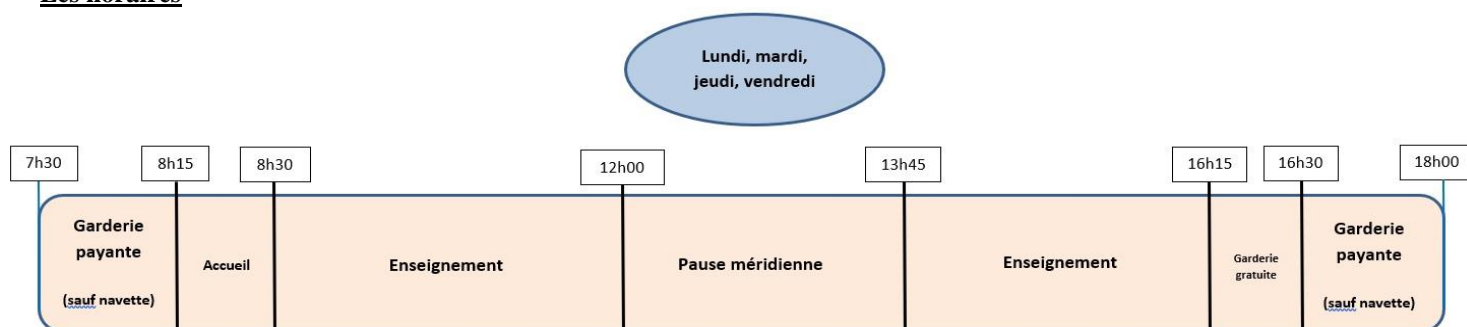 Les horaires
Lundi, mardi,
jeudi, vendredi
7h30
8h15
8h30
12h00
13h45
16h15
16h30
18h00
Garderie
payante
(sauf navette)
Accueil
Enseignement
Pause méridienne
Enseignement
Garderie
gratuite
Garderie
payante
(sauf navette)